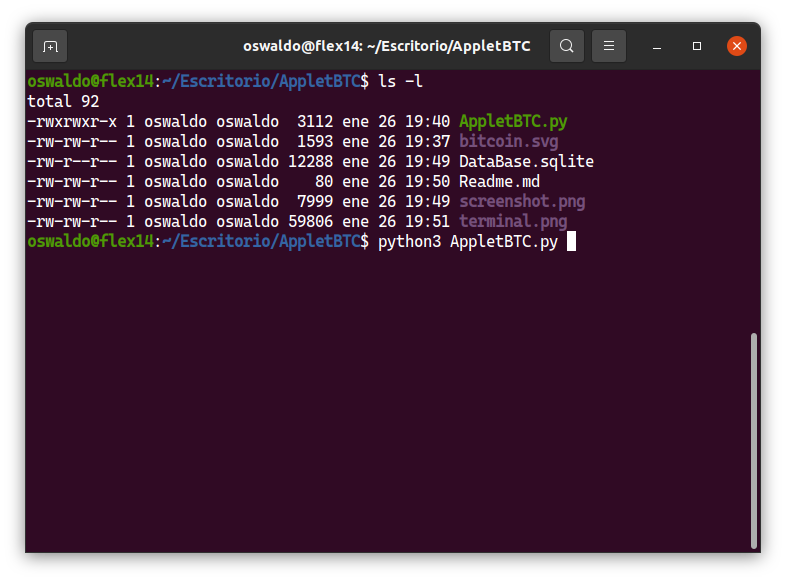 oswaldo@flex14: ~/Escritorio/AppletBTC
oswaldo@flex14:~/Escritorio/AppletBTC$ ls -l
total 92
-rwxrwxr-x 1 oswaldo oswaldo  3112 ene 26 19:40 AppletBTC.py
-rw-rw-r-- 1 oswaldo oswaldo  1593 ene 26 19:37 bitcoin.svg
-rw-r--r-- 1 oswaldo oswaldo 12288 ene 26 19:49 DataBase.sqlite
-rw-rw-r-- 1 oswaldo oswaldo    80 ene 26 19:50 Readme.md
-rw-rw-r-- 1 oswaldo oswaldo  7999 ene 26 19:49 screenshot.png
-rw-rw-r-- 1 oswaldo oswaldo 59806 ene 26 19:51 terminal.png
oswaldo@flex14:~/Escritorio/AppletBTC$ python3 AppletBTC.py